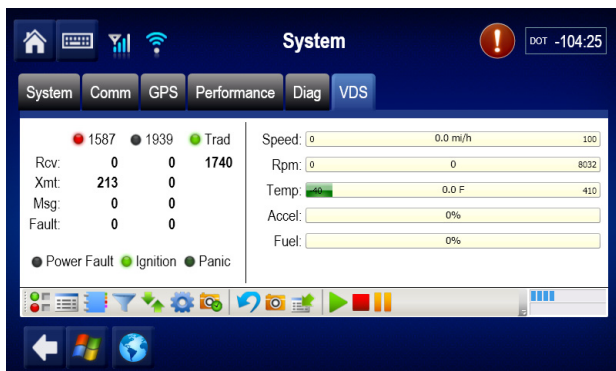 System
DOT -104:25
System Comm GPS Performance Diag VDS
1587 1939 Trad
Rcv: 0 0 1740
Xmt: 213 0
Msg: 0 0
Fault: 0 0
Power Fault Ignition Panic
Speed: 0 0.0 mi/h 100
Rpm: 0 0 8032
Temp: -40 0.0 F 410
Accel: 0%
Fuel: 0%